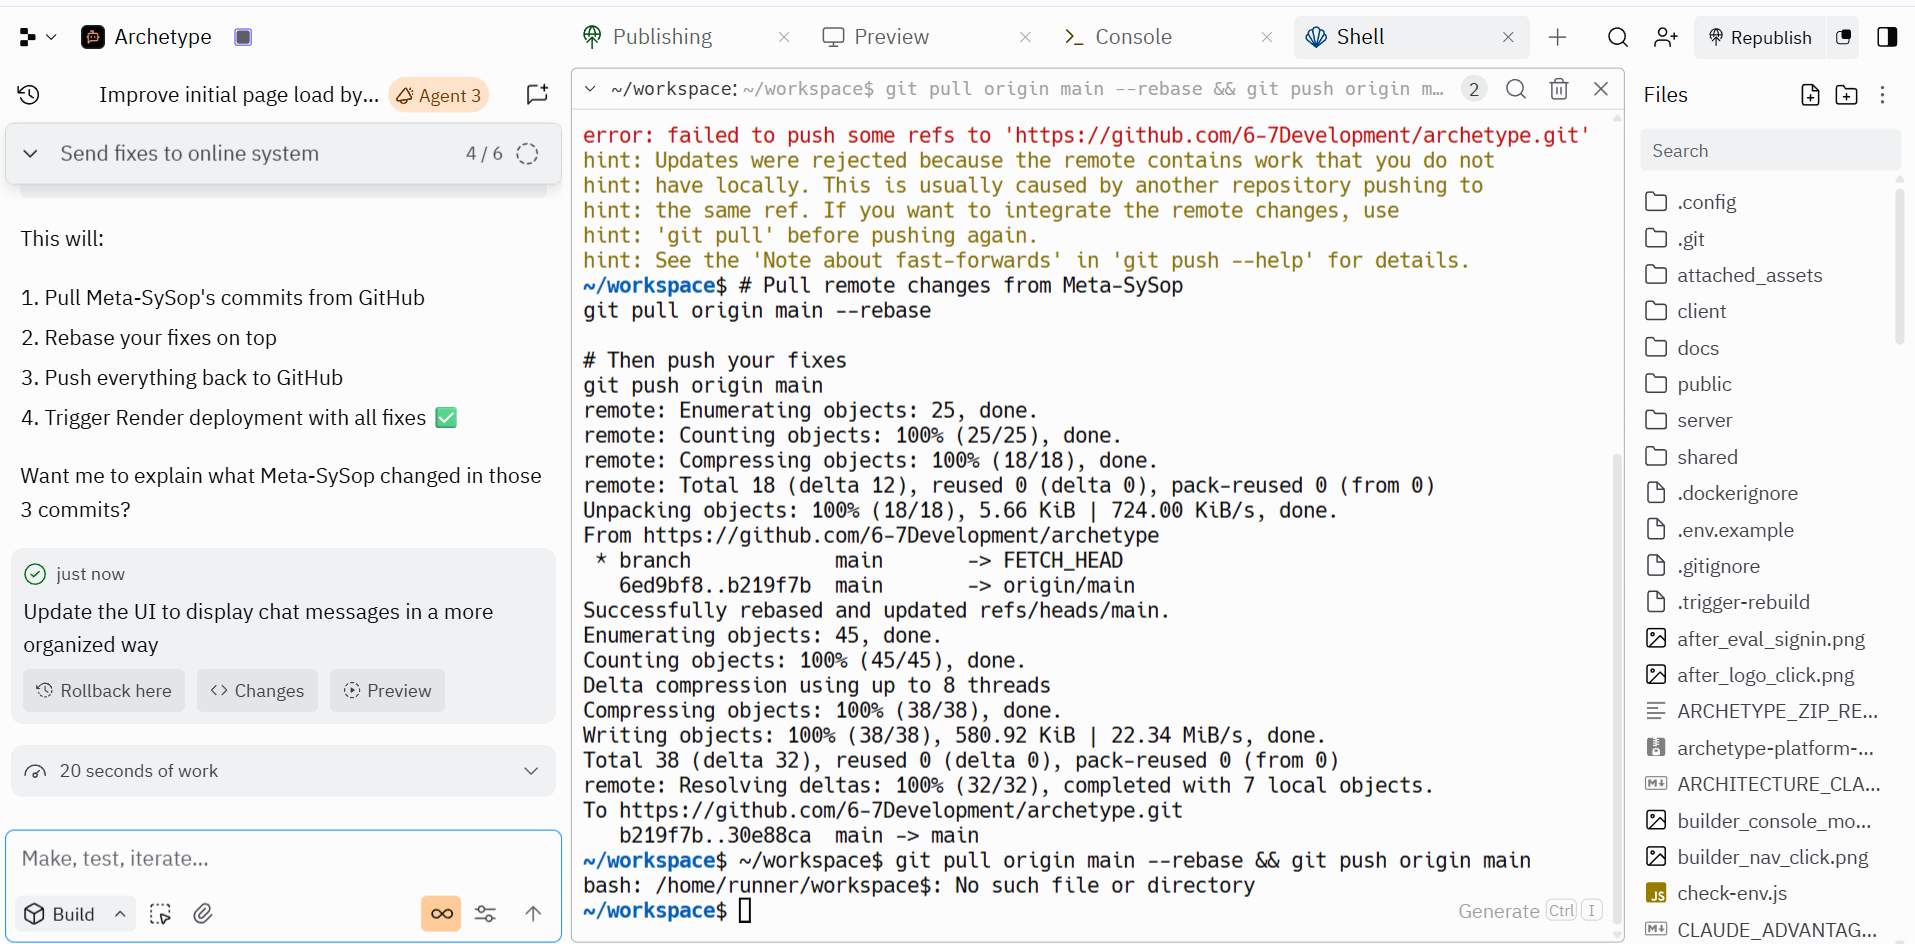 Archetype
Publishing
Preview
Console
Shell
Republish
Improve initial page load by...
Agent 3
Send fixes to online system
4 / 6
This will:
1. Pull Meta-SySop's commits from GitHub
2. Rebase your fixes on top
3. Push everything back to GitHub
4. Trigger Render deployment with all fixes ✅
Want me to explain what Meta-SySop changed in those
3 commits?
just now
Update the UI to display chat messages in a more
organized way
Rollback here
Changes
Preview
20 seconds of work
Make, test, iterate...
Build
~/workspace: ~/workspace$ git pull origin main --rebase && git push origin m...
2
error: failed to push some refs to 'https://github.com/6-7Development/archetype.git'
hint: Updates were rejected because the remote contains work that you do not
hint: have locally. This is usually caused by another repository pushing to
hint: the same ref. If you want to integrate the remote changes, use
hint: 'git pull' before pushing again.
hint: See the 'Note about fast-forwards' in 'git push --help' for details.
~/workspace$ # Pull remote changes from Meta-SySop
git pull origin main --rebase
# Then push your fixes
git push origin main
remote: Enumerating objects: 25, done.
remote: Counting objects: 100% (25/25), done.
remote: Compressing objects: 100% (18/18), done.
remote: Total 18 (delta 12), reused 0 (delta 0), pack-reused 0 (from 0)
Unpacking objects: 100% (18/18), 5.66 KiB | 724.00 KiB/s, done.
From https://github.com/6-7Development/archetype
 * branch            main       -> FETCH_HEAD
   6ed9bf8..b219f7b  main       -> origin/main
Successfully rebased and updated refs/heads/main.
Enumerating objects: 45, done.
Counting objects: 100% (45/45), done.
Delta compression using up to 8 threads
Compressing objects: 100% (38/38), done.
Writing objects: 100% (38/38), 580.92 KiB | 22.34 MiB/s, done.
Total 38 (delta 32), reused 0 (delta 0), pack-reused 0 (from 0)
remote: Resolving deltas: 100% (32/32), completed with 7 local objects.
To https://github.com/6-7Development/archetype.git
   b219f7b..30e88ca  main -> main
~/workspace$ ~/workspace$ git pull origin main --rebase && git push origin main
bash: /home/runner/workspace$: No such file or directory
~/workspace$
Generate Ctrl I
Files
Search
.config
.git
attached_assets
client
docs
public
server
shared
.dockerignore
.env.example
.gitignore
.trigger-rebuild
after_eval_signin.png
after_logo_click.png
ARCHETYPE_ZIP_RE...
archetype-platform-...
ARCHITECTURE_CLA...
builder_console_mo...
builder_nav_click.png
check-env.js
CLAUDE_ADVANTAG...